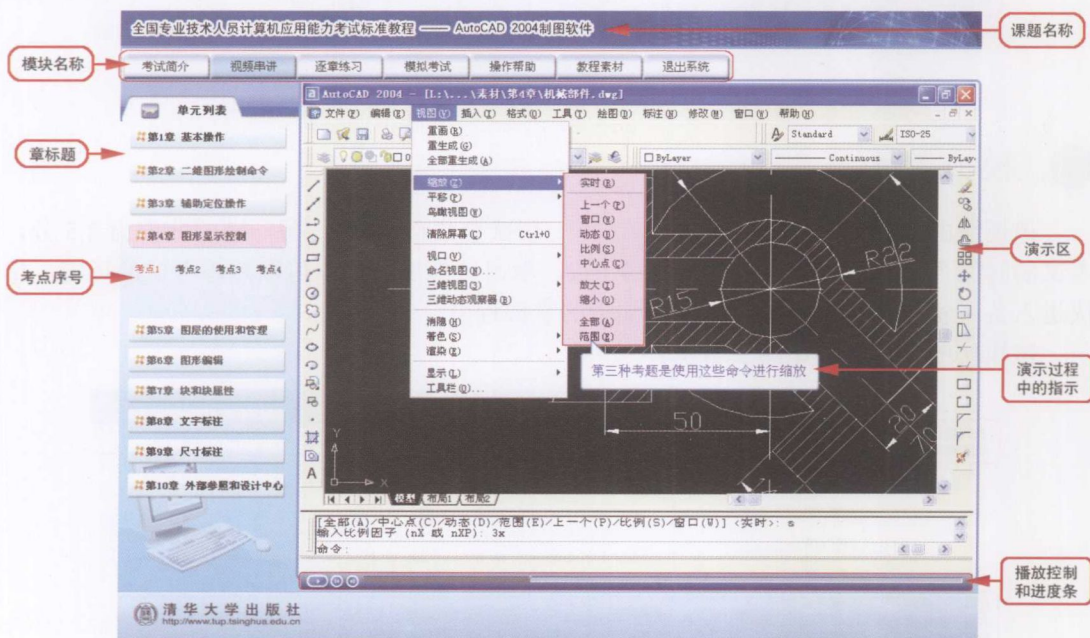 全国专业技术人员计算机应用能力考试标准教程 —— AutoCAD 2004制图软件
课题名称
模块名称
考试简介 视频串讲 逐章练习 模拟考试 操作帮助 教程素材 退出系统
单元列表
章标题
第1章 基本操作
第2章 二维图形绘制命令
第3章 辅助定位操作
第4章 图形显示控制
考点序号
考点1 考点2 考点3 考点4
第5章 图层的使用和管理
第6章 图形编辑
第7章 块和块属性
第8章 文字标注
第9章 尺寸标注
第10章 外部参照和设计中心
AutoCAD 2004 - [L:\...\素材\第4章\机械部件.dwg]
文件(F) 编辑(E) 视图(V) 插入(I) 格式(O) 工具(T) 绘图(D) 标注(N) 修改(M) 窗口(W) 帮助(H)
Standard ISO-25
ByLayer Continuous ByLay
重画(R)
重生成(G)
全部重生成(A)
缩放(Z)
平移(P)
鸟瞰视图(W)
清除屏幕(C) Ctrl+0
视口(V)
命名视图(N)...
三维视图(3)
三维动态观察器(B)
消隐(H)
着色(S)
渲染(E)
显示(L)
工具栏(O)...
实时(R)
上一个(P)
窗口(W)
动态(D)
比例(S)
中心点(C)
放大(I)
缩小(O)
全部(A)
范围(E)
第三种考题是使用这些命令进行缩放
R22
R15
50
20
70
Y
X
A
演示区
演示过程
中的指示
模型 布局1 布局2
[全部(A)/中心点(C)/动态(D)/范围(E)/上一个(P)/比例(S)/窗口(W)] <实时>: s
输入比例因子 (nX 或 nXP): 3x
命令:
播放控制
和进度条
清华大学出版社
http://www.tup.tsinghua.edu.cn